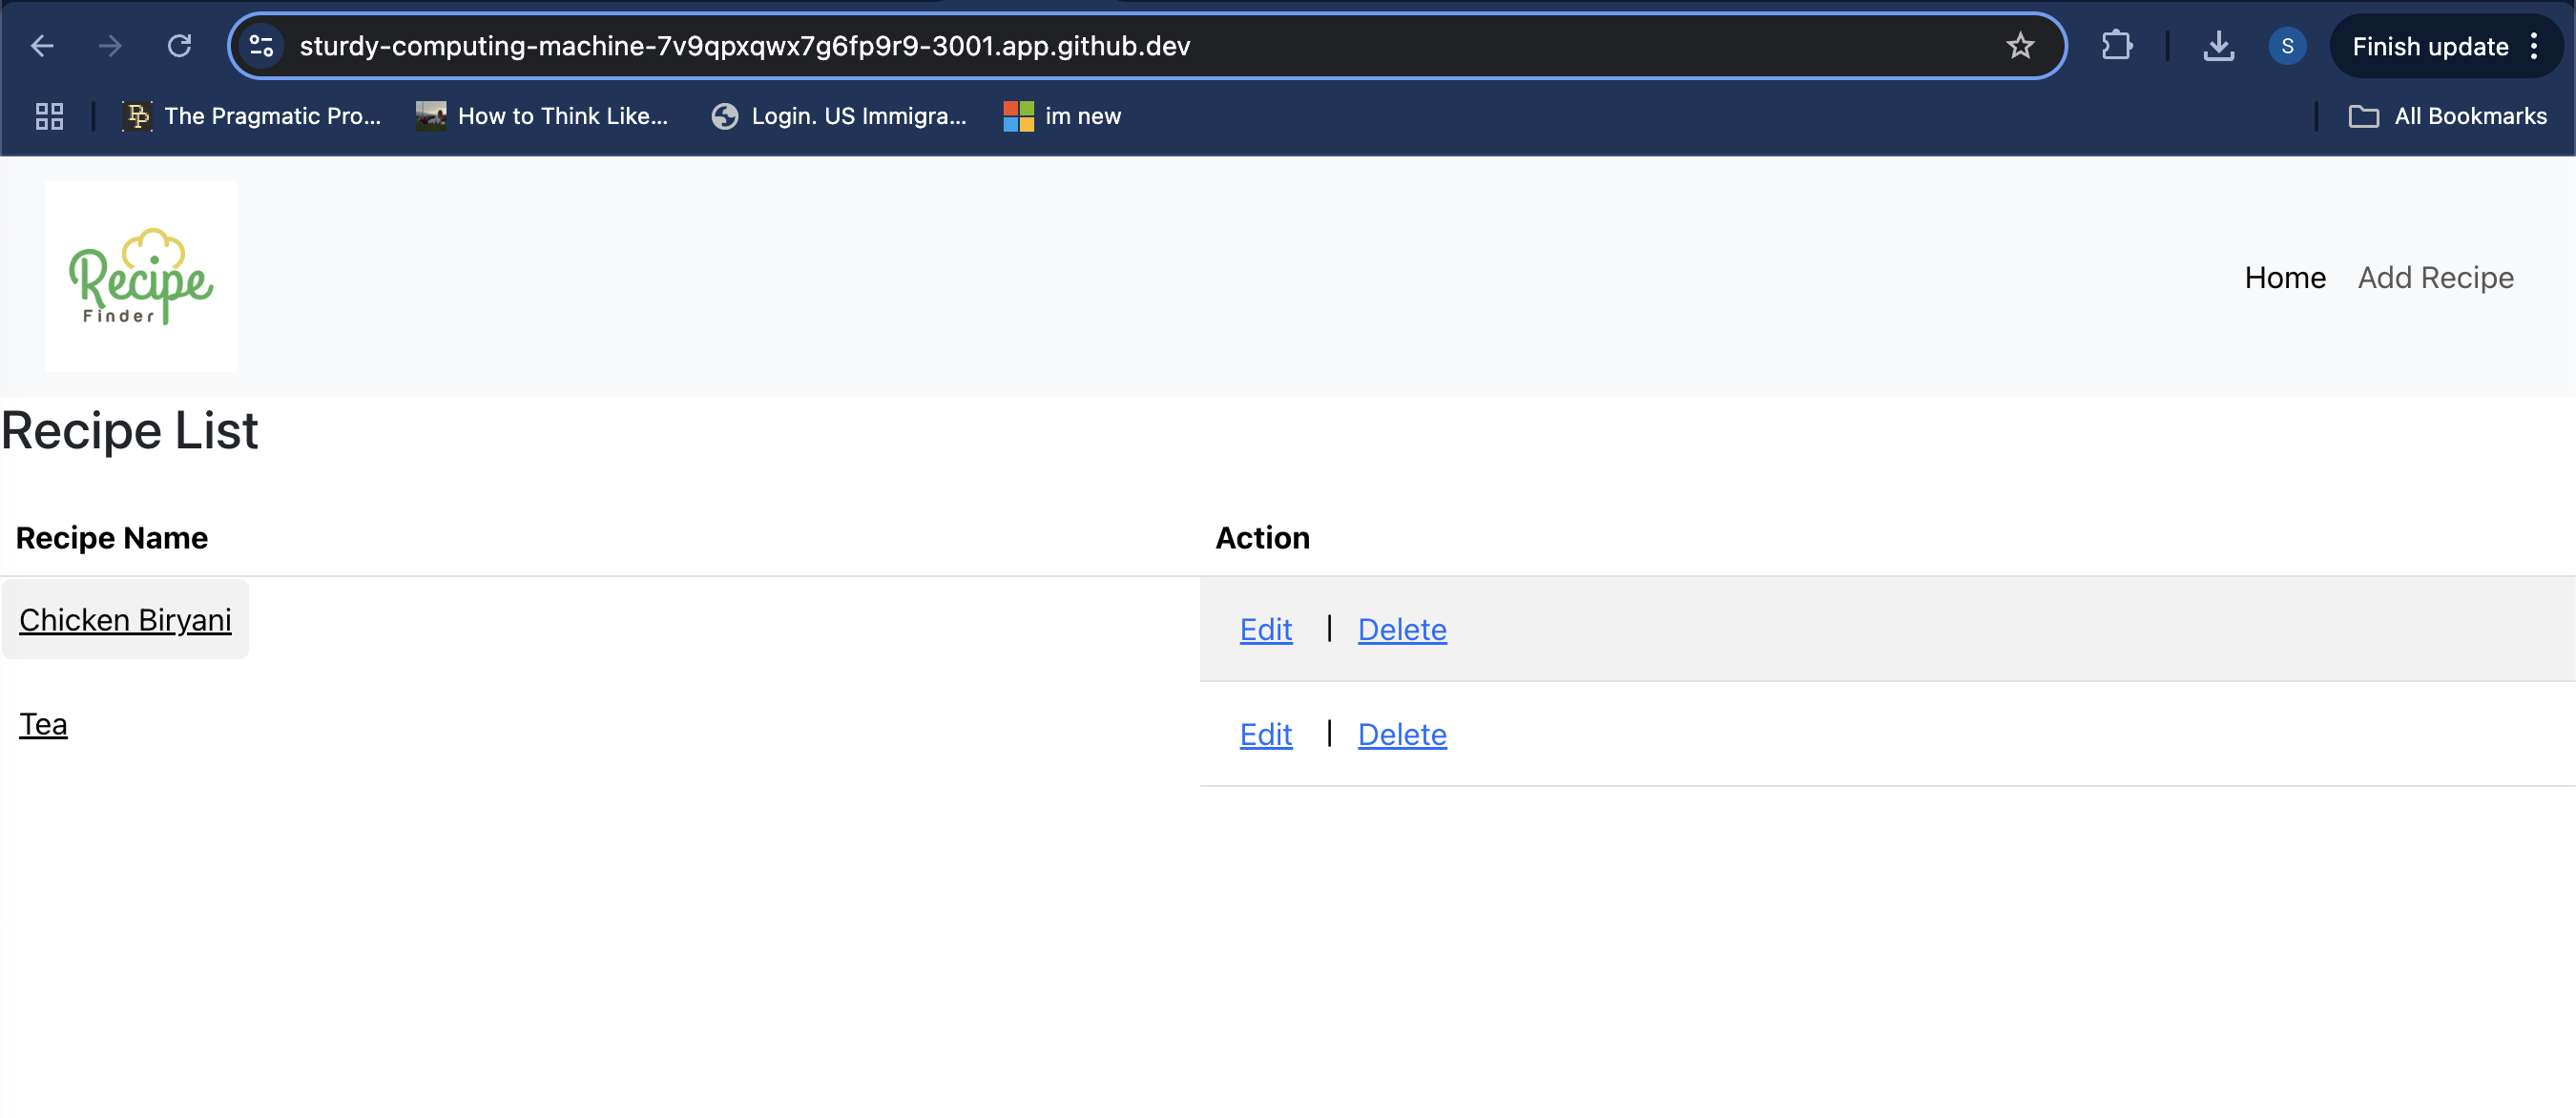 sturdy-computing-machine-7v9qpxqwx7g6fp9r9-3001.app.github.dev
S
Finish update
The Pragmatic Pro...
How to Think Like...
Login. US Immigra...
im new
All Bookmarks
Recipe
Finder
Home Add Recipe
Recipe List
Recipe Name Action
Chicken Biryani Edit | Delete
Tea Edit | Delete